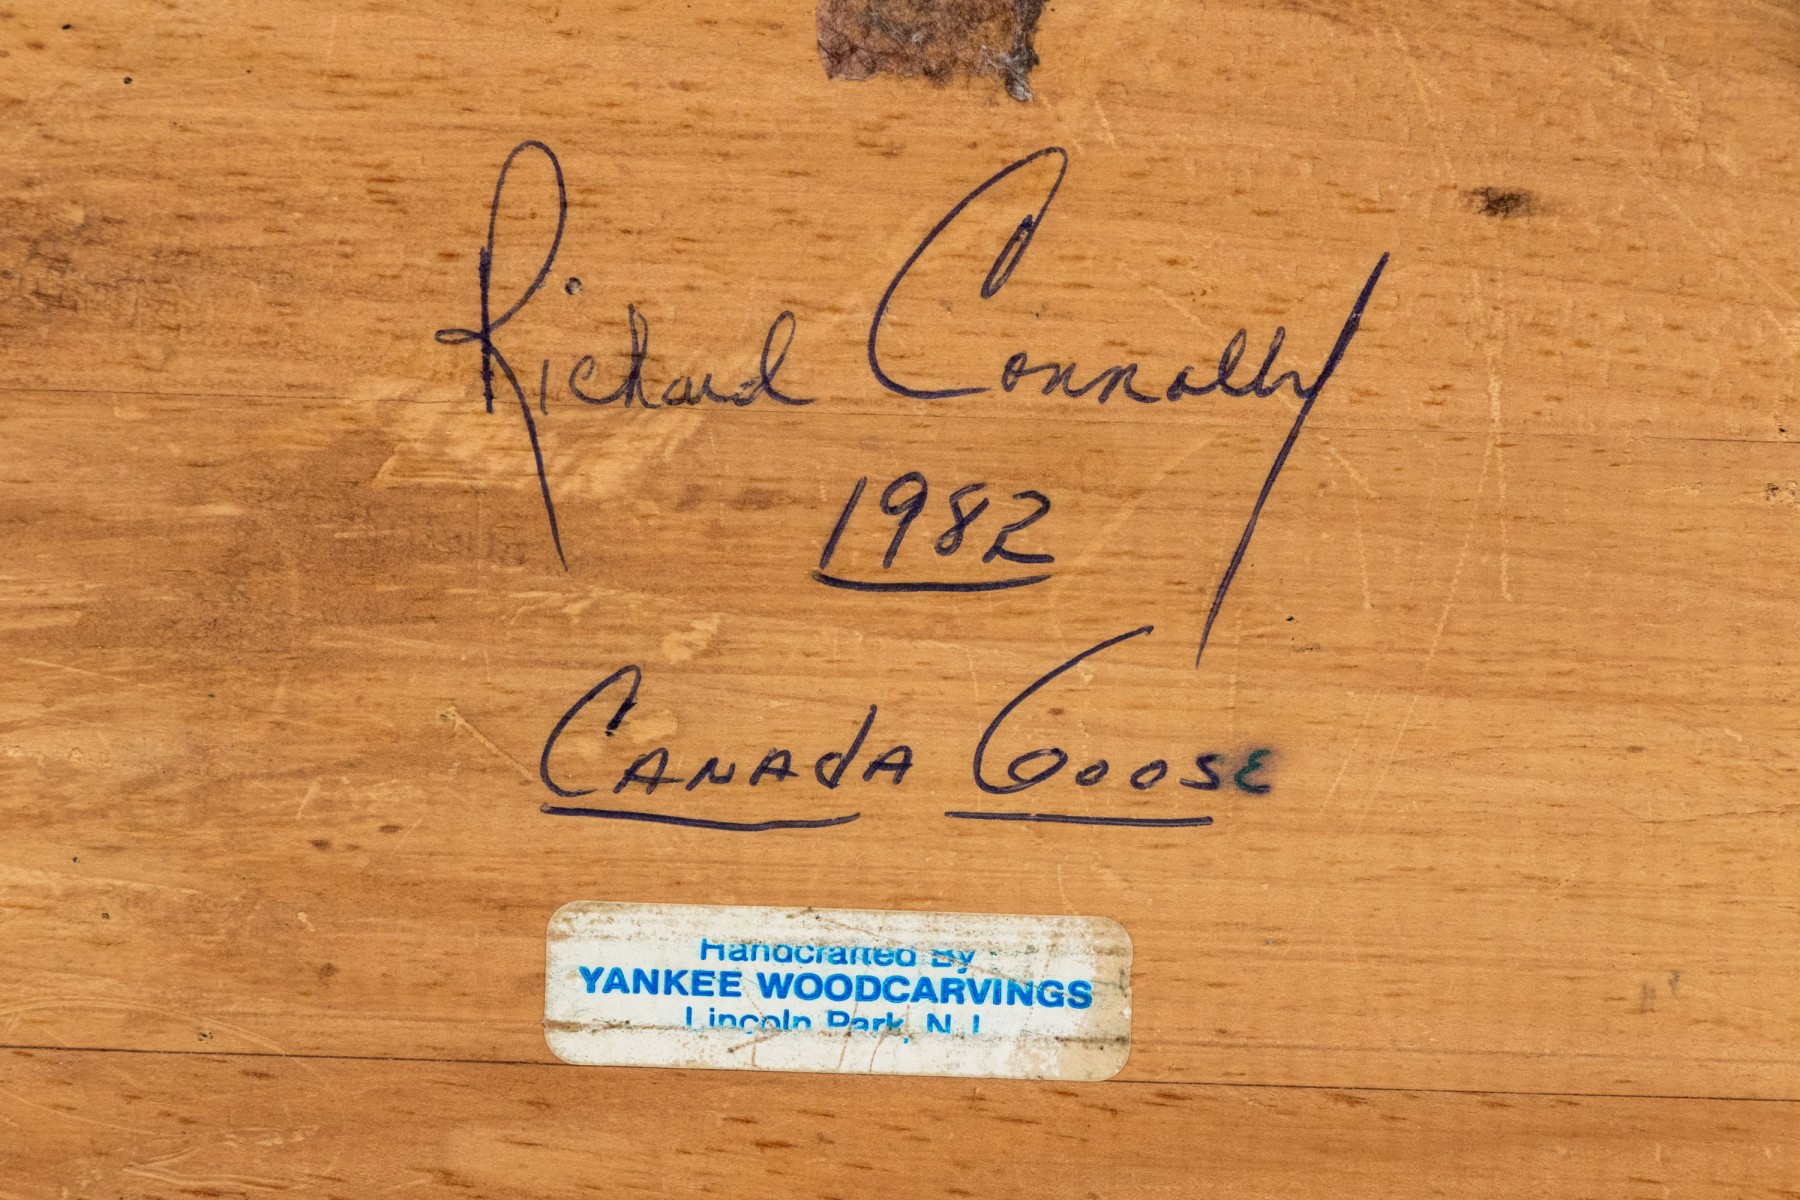 Richard Connolly
1982
CANAdA GOOSE
Handcrafted By
YANKEE WOODCARVINGS
Lincoln Park, N.J.